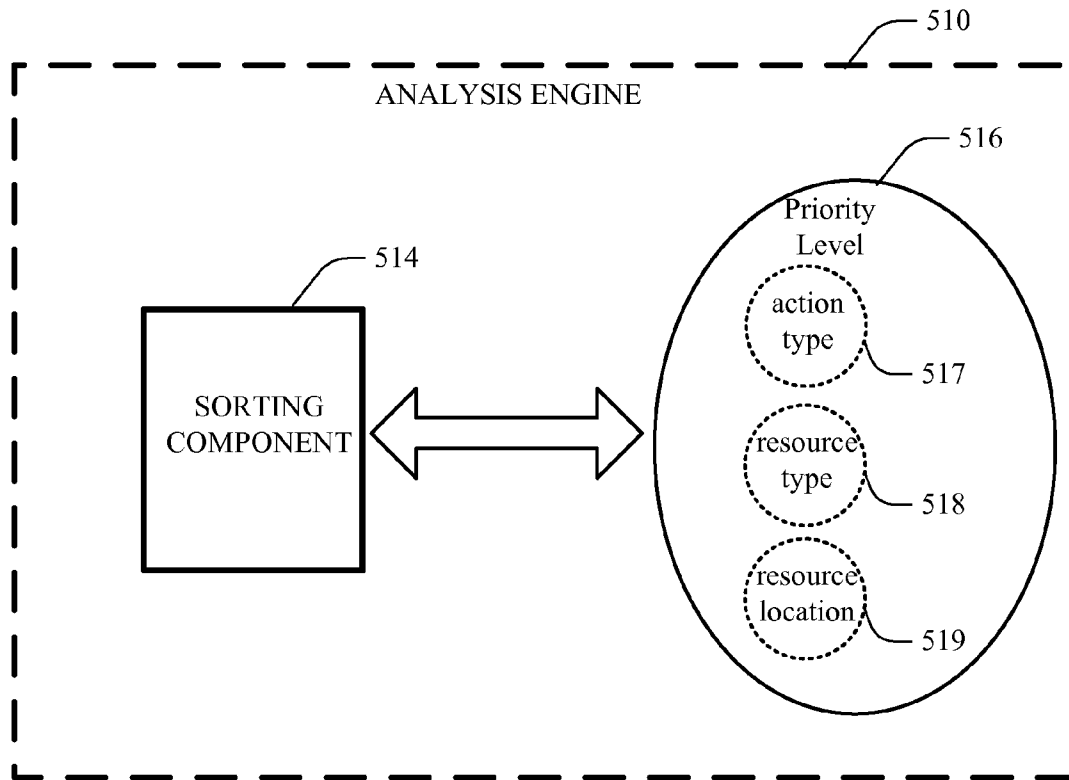 510
ANALYSIS ENGINE
516
Priority
Level
514
action
type
517
SORTING
COMPONENT
resource
type
518
resource
location
519